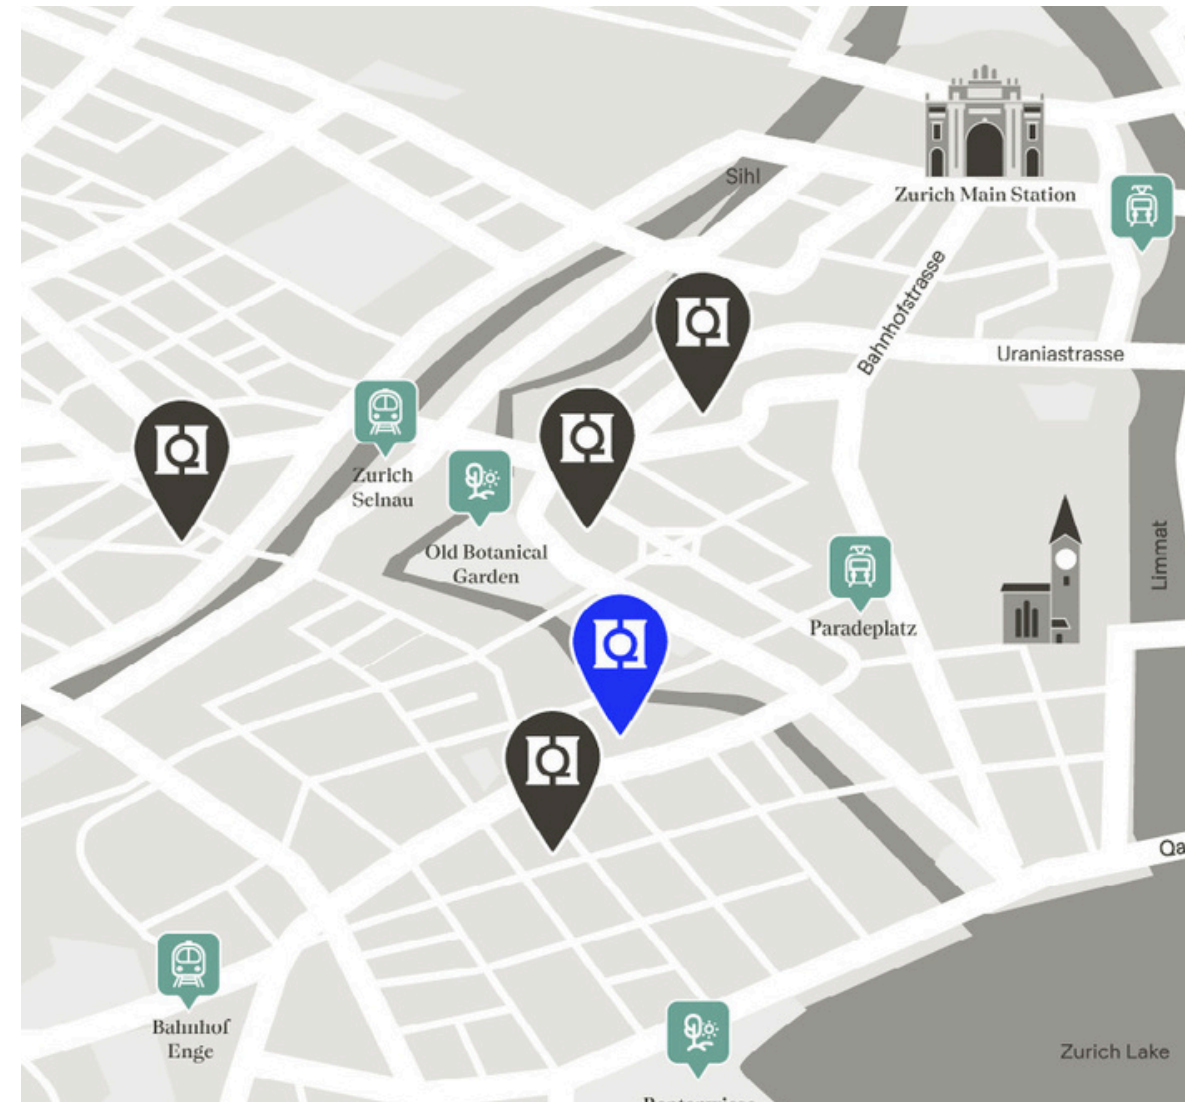 Sihl
Zurich Main Station
Bahnhofstrasse
Uraniastrasse
Zurich
Selnau
Old Botanical
Garden
Limmat
Paradeplatz
Qa
Bahnhof
Enge
Zurich Lake